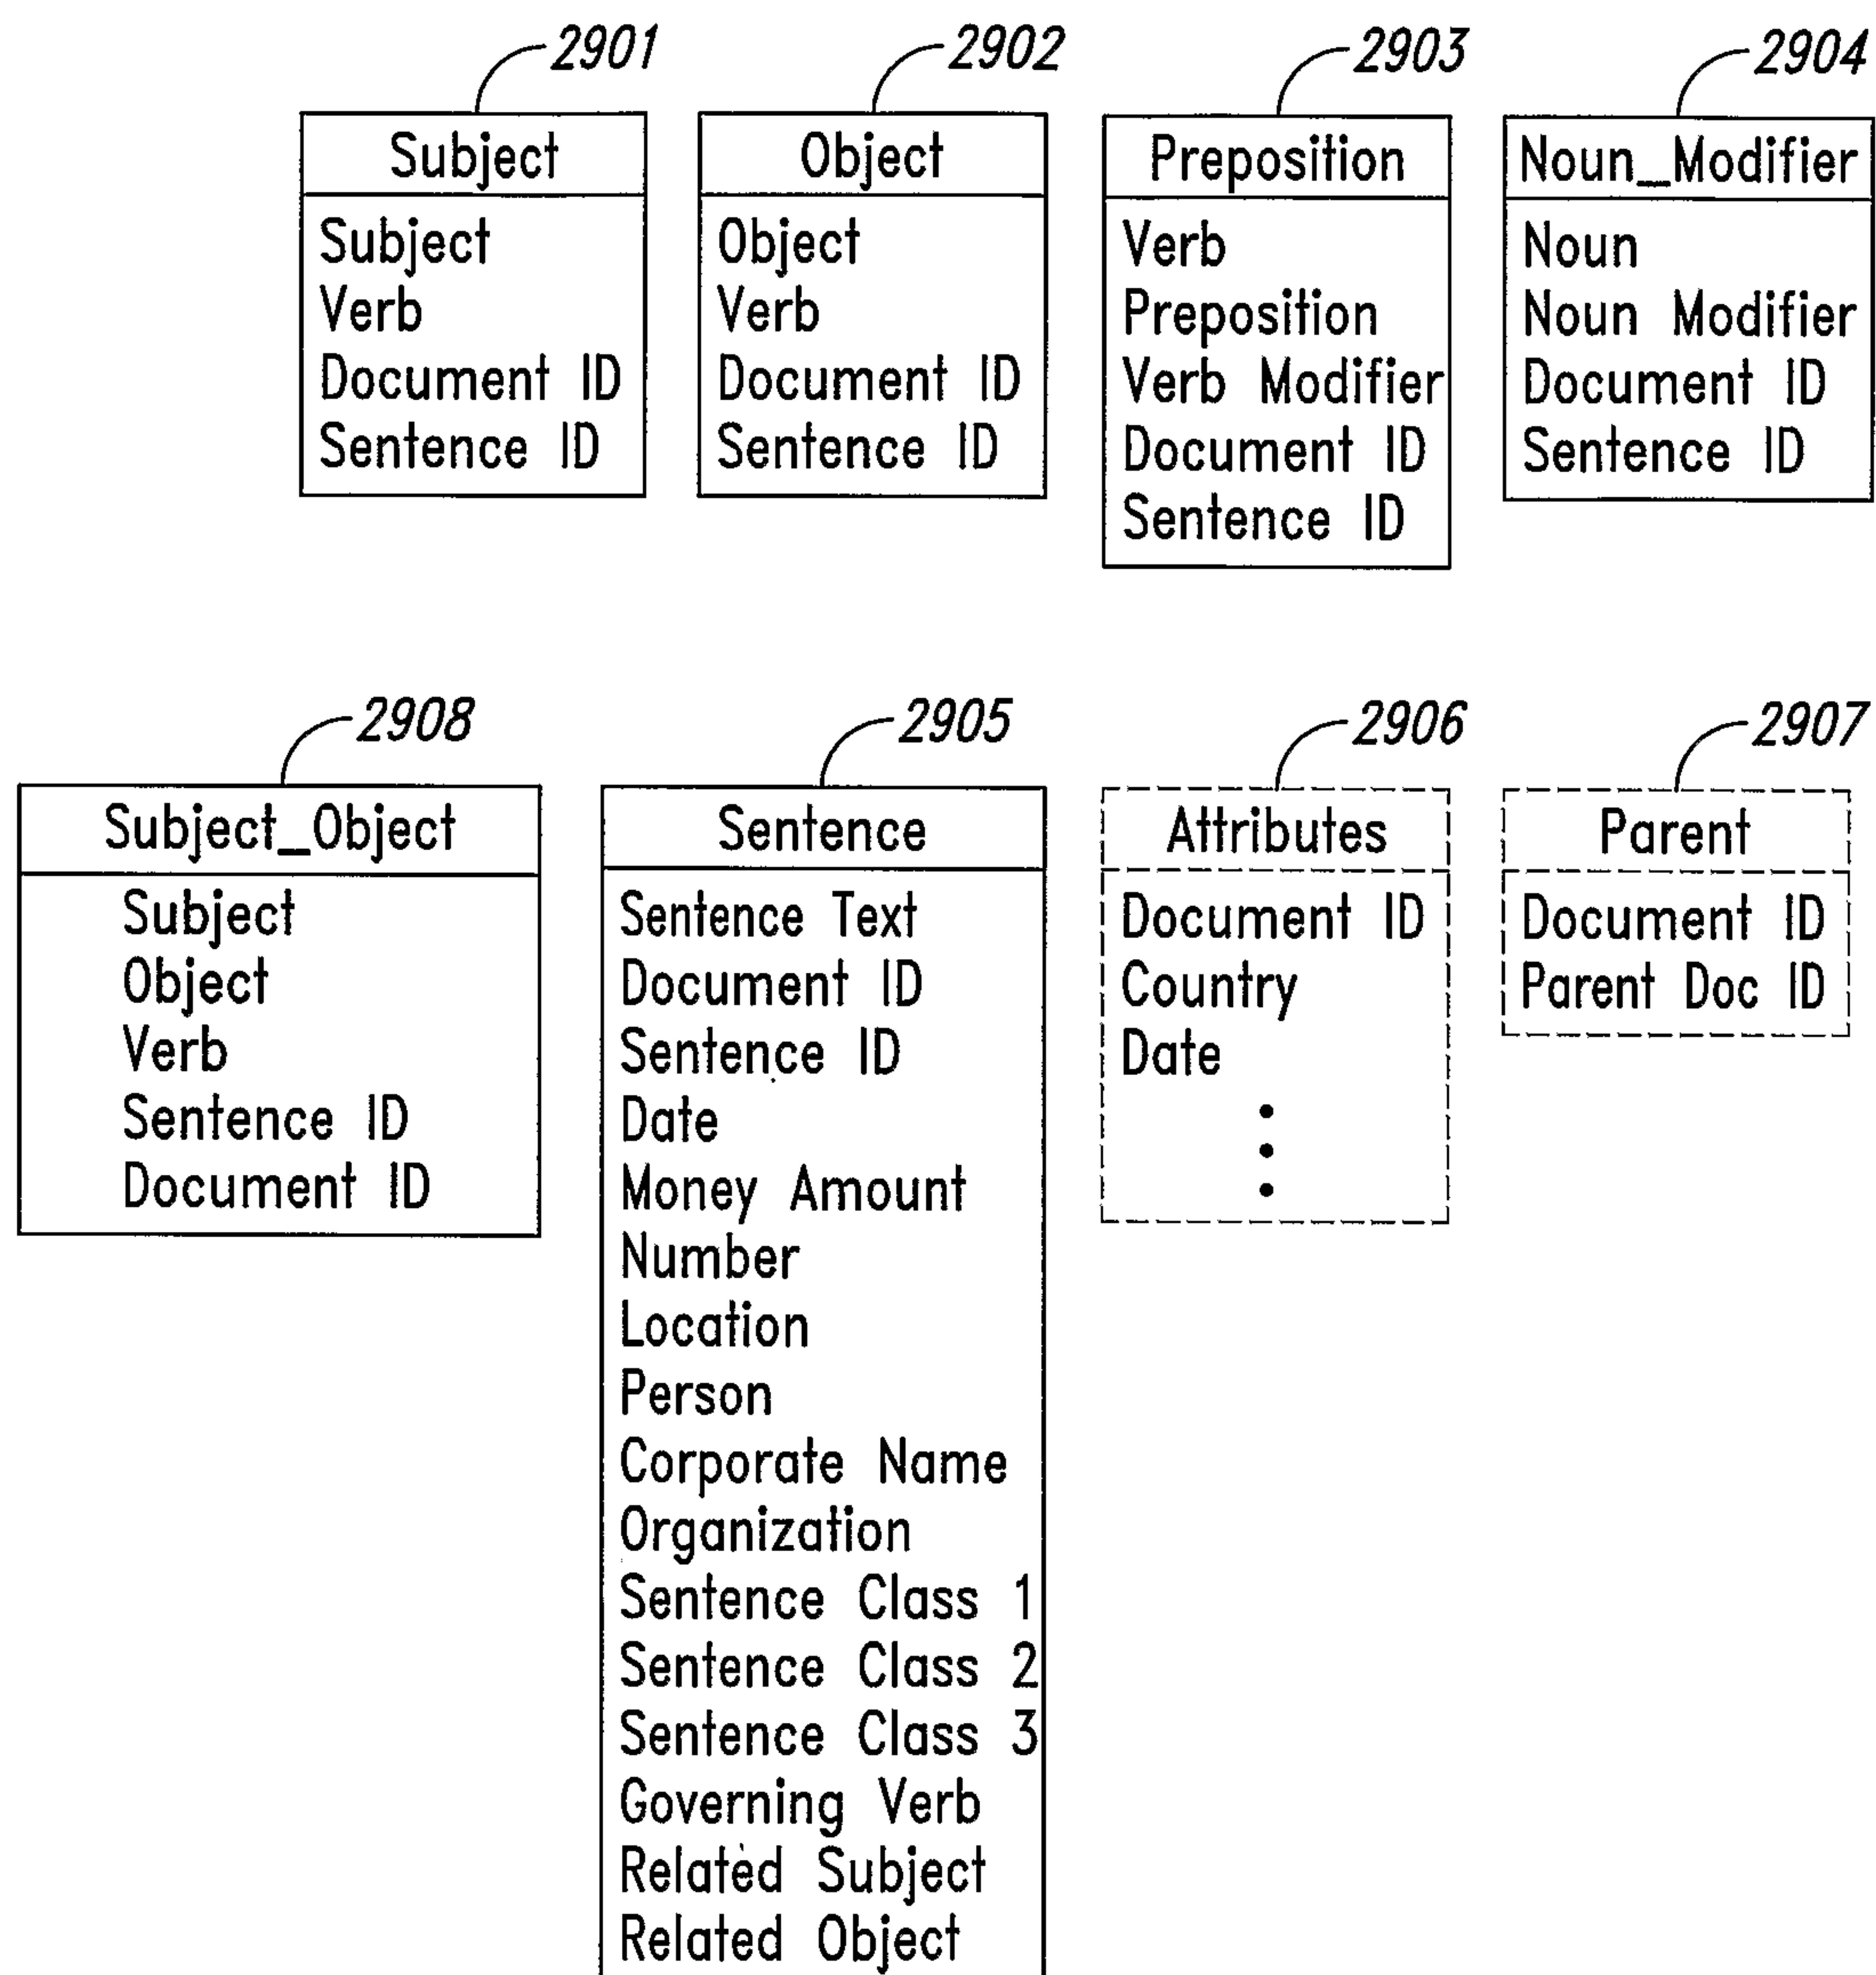 2901
Subject
Subject
Verb
Document ID
Sentence ID
2902
Object
Object
Verb
Document ID
Sentence ID
2903
Preposition
Verb
Preposition
Verb Modifier
Document ID
Sentence ID
2904
Noun_Modifier
Noun
Noun Modifier
Document ID
Sentence ID
2908
Subject_Object
Subject
Object
Verb
Sentence ID
Document ID
2905
Sentence
Sentence Text
Document ID
Sentence ID
Date
Money Amount
Number
Location
Person
Corporate Name
Organization
Sentence Class 1
Sentence Class 2
Sentence Class 3
Governing Verb
Related Subject
Related Object
2906
Attributes
Document ID
Country
Date
2907
Parent
Document ID
Parent Doc ID